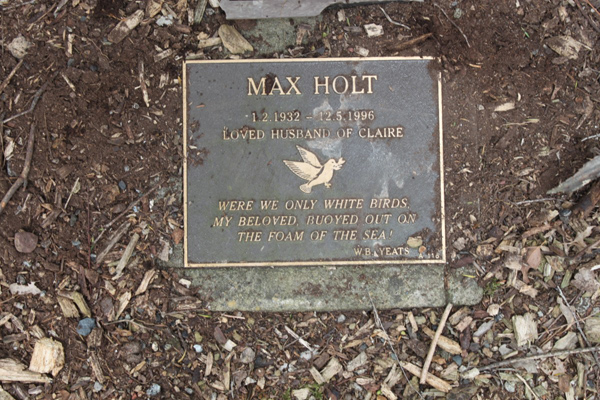 MAX HOLT
1.2.1932 - 12.5.1996
LOVED HUSBAND OF CLAIRE
WERE WE ONLY WHITE BIRDS,
MY BELOVED, BUOYED OUT ON
THE FOAM OF THE SEA!
W.B. YEATS